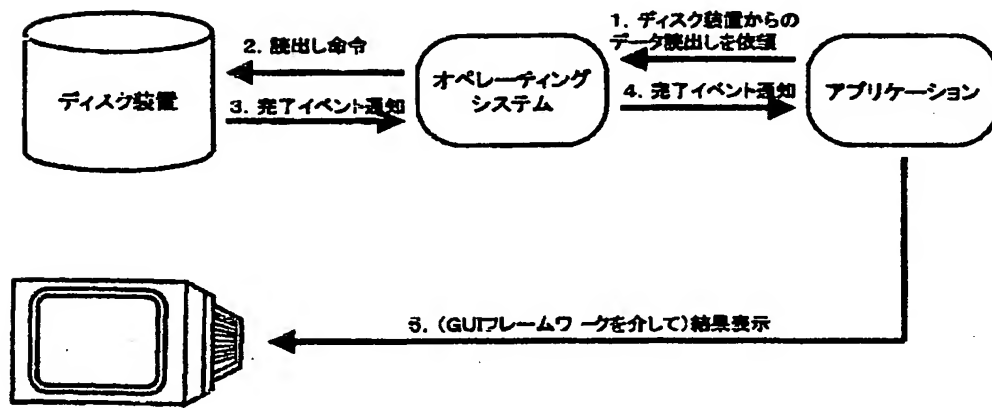 1. ディスク装置からの
データ読出しを依頼
2. 読出し命令
オペレーティング
システム
ディスク装置
アプリケーション
3. 完了イベント通知
4. 完了イベント通知
5. (GUIフレームワークを介して)結果表示